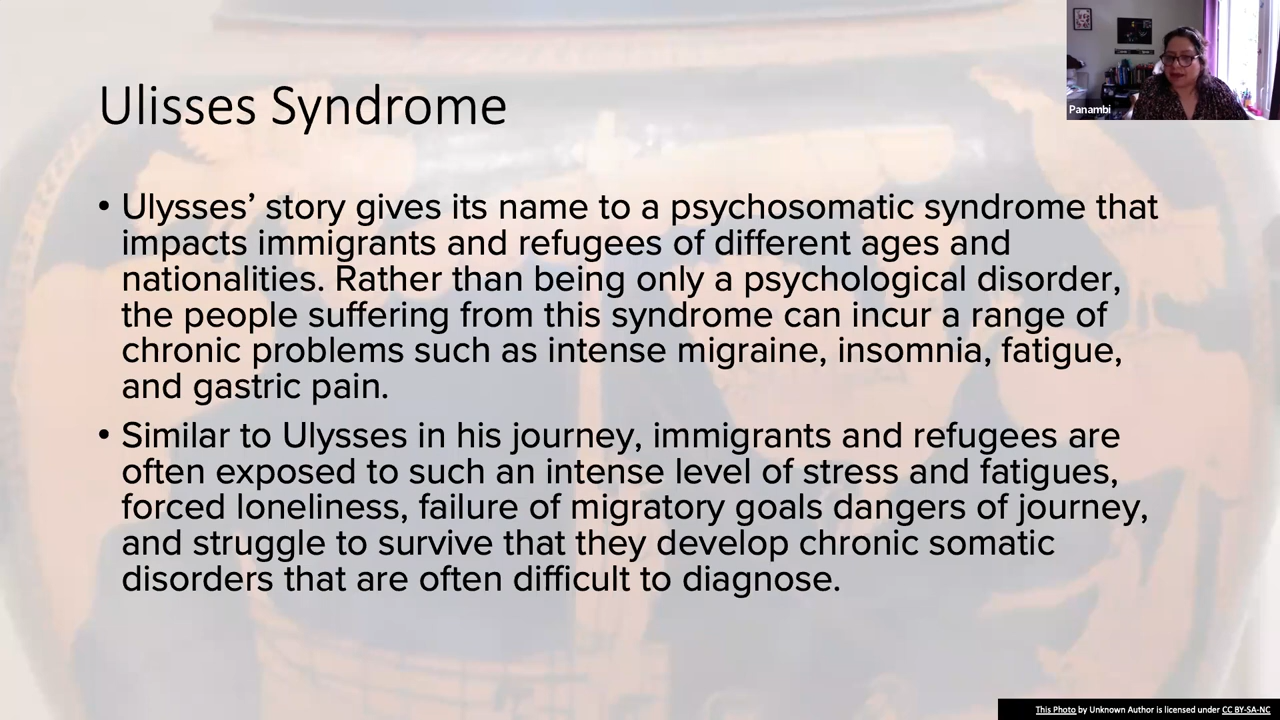 Panambi
Ulisses Syndrome
• Ulysses’ story gives its name to a psychosomatic syndrome that
impacts immigrants and refugees of different ages and
nationalities. Rather than being only a psychological disorder,
the people suffering from this syndrome can incur a range of
chronic problems such as intense migraine, insomnia, fatigue,
and gastric pain.
• Similar to Ulysses in his journey, immigrants and refugees are
often exposed to such an intense level of stress and fatigues,
forced loneliness, failure of migratory goals dangers of journey,
and struggle to survive that they develop chronic somatic
disorders that are often difficult to diagnose.
This Photo by Unknown Author is licensed under CC BY-SA-NC